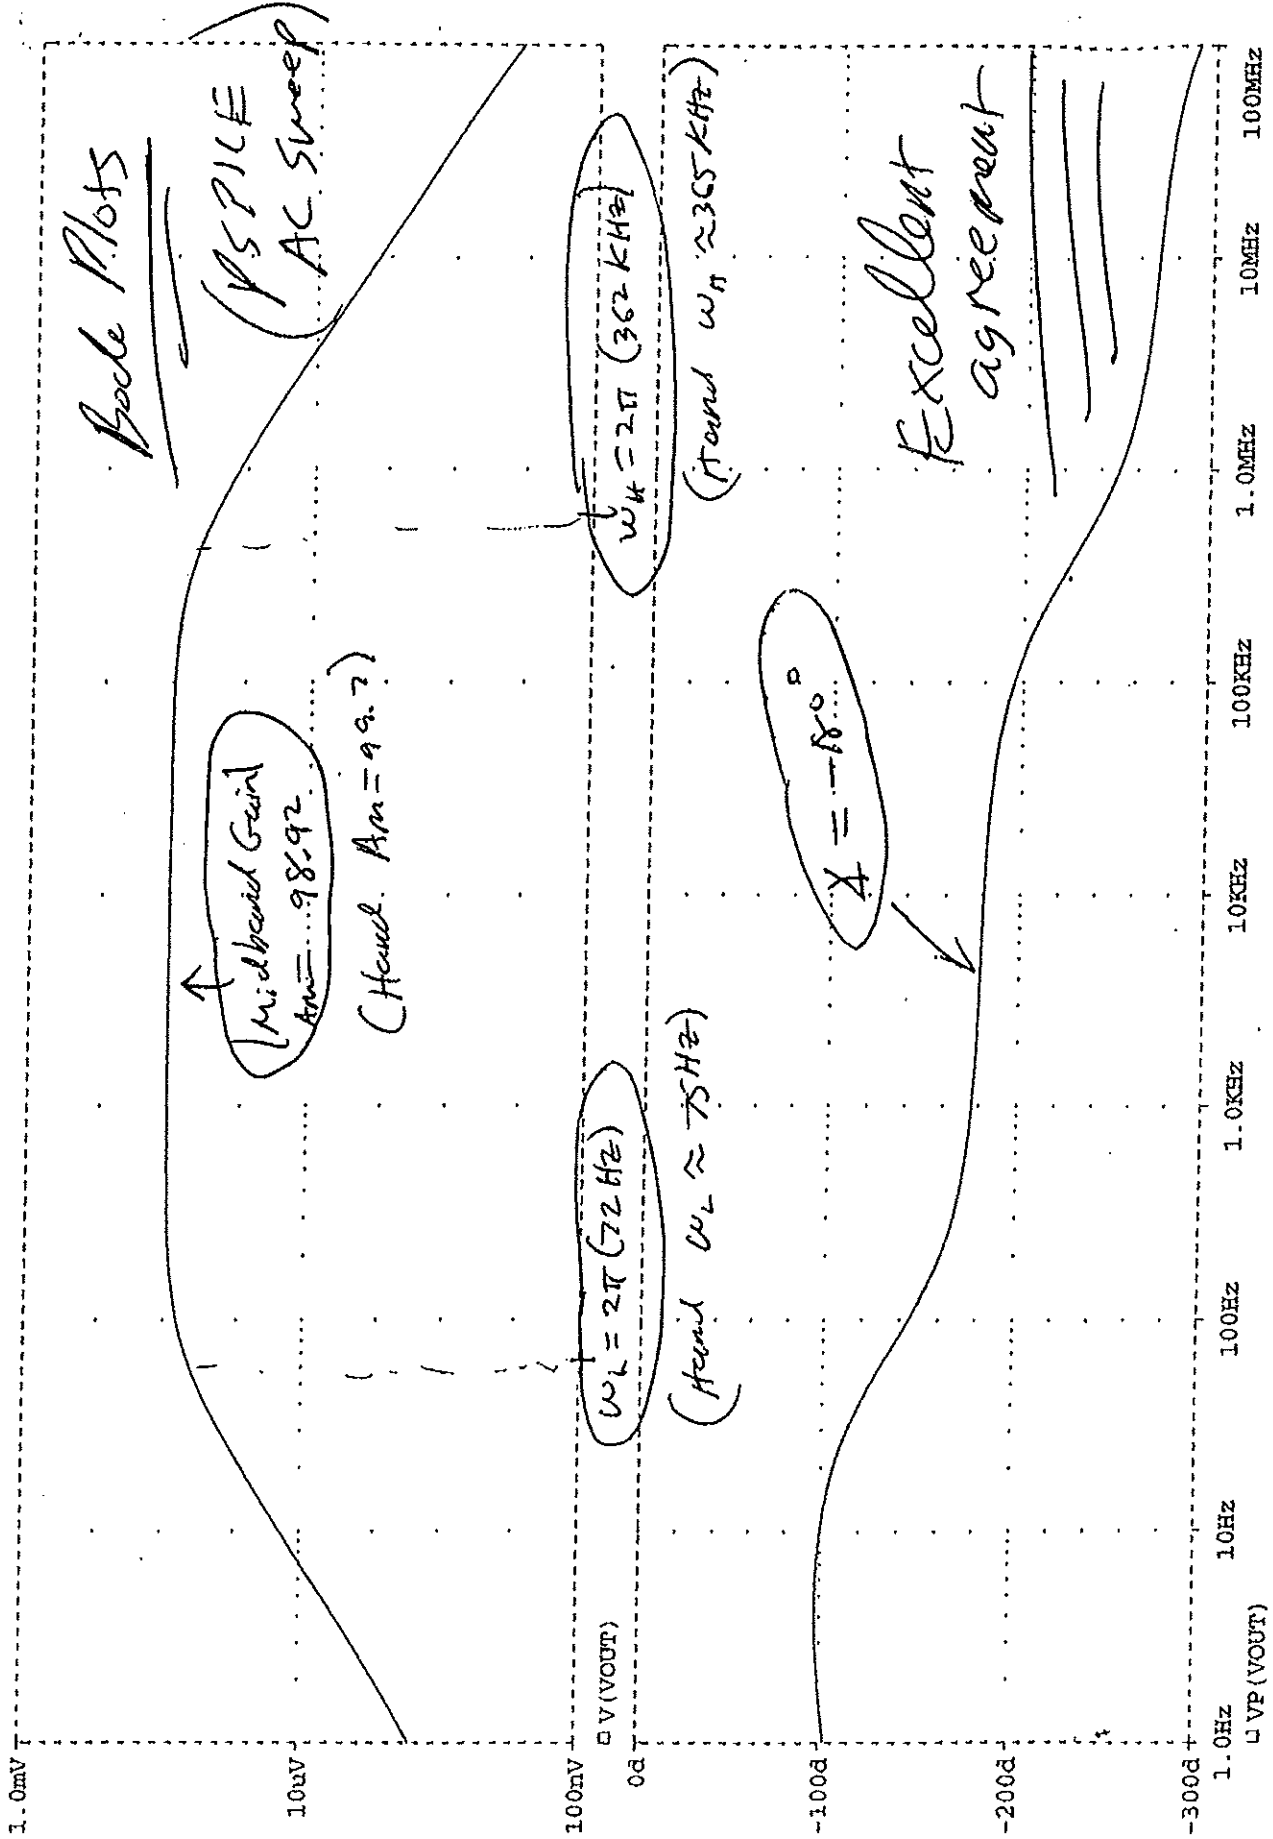 Bode Plots
(PSPICE
AC Sweep)
1.0mV
10uV
100nV
Midband Gain
Am = 98.92
(Hand Am = 99.7)
ωL = 2π (72 Hz)
ωH = 2π (362 KHz)
□ V(VOUT)
(Hand ωL ≈ 75Hz)
(Hand ωH ≈ 365 KHz)
0d
-100d
-200d
-300d
∡ = -180°
Excellent
agreement
1.0Hz 10Hz 100Hz 1.0KHz 10KHz 100KHz 1.0MHz 10MHz 100MHz
□ VP(VOUT)